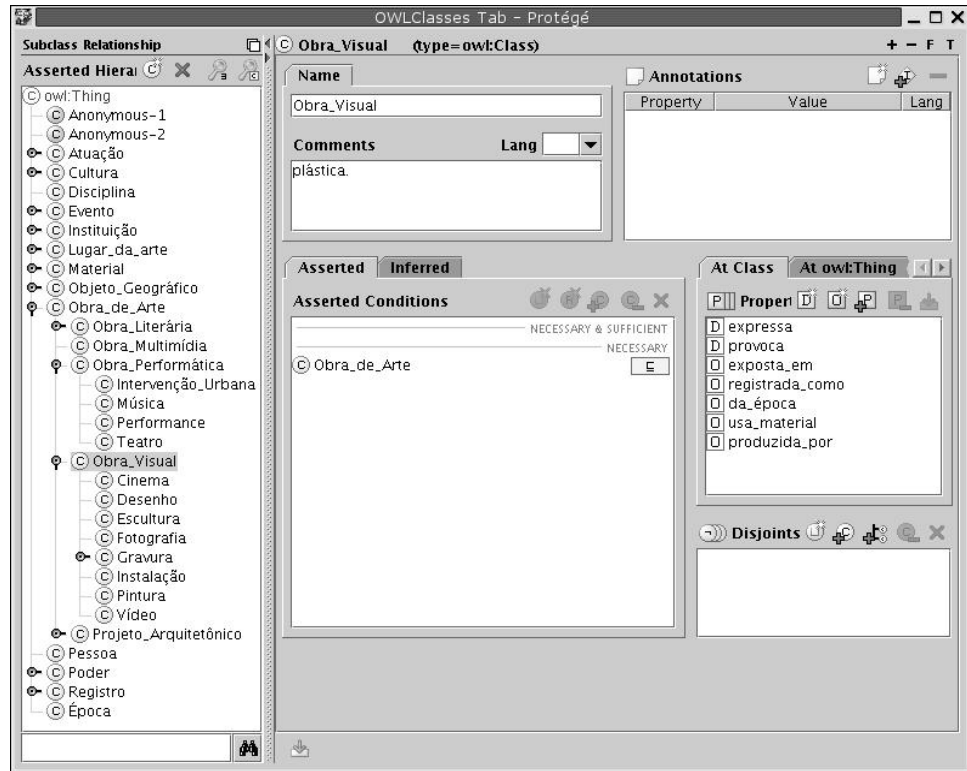 OWLClasses Tab – Protégé
Subclass Relationship
Asserted Hierar
owl:Thing
Anonymous-1
Anonymous-2
Atuação
Cultura
Disciplina
Evento
Instituição
Lugar_da_arte
Material
Objeto_Geográfico
Obra_de_Arte
Obra_Literária
Obra_Multimídia
Obra_Performática
Intervenção_Urbana
Música
Performance
Teatro
Obra_Visual
Cinema
Desenho
Escultura
Fotografia
Gravura
Instalação
Pintura
Vídeo
Projeto_Arquitetônico
Pessoa
Poder
Registro
Época
Obra_Visual (type=owl:Class)
+ – F T
Name
Obra_Visual
Comments Lang
plástica.
Annotations
Property Value Lang
Asserted Inferred
Asserted Conditions
NECESSARY & SUFFICIENT
NECESSARY
Obra_de_Arte ⊑
At Class At owl:Thing
Propert
D expressa
D provoca
O exposta_em
O registrada_como
O da_época
O usa_material
O produzida_por
Disjoints